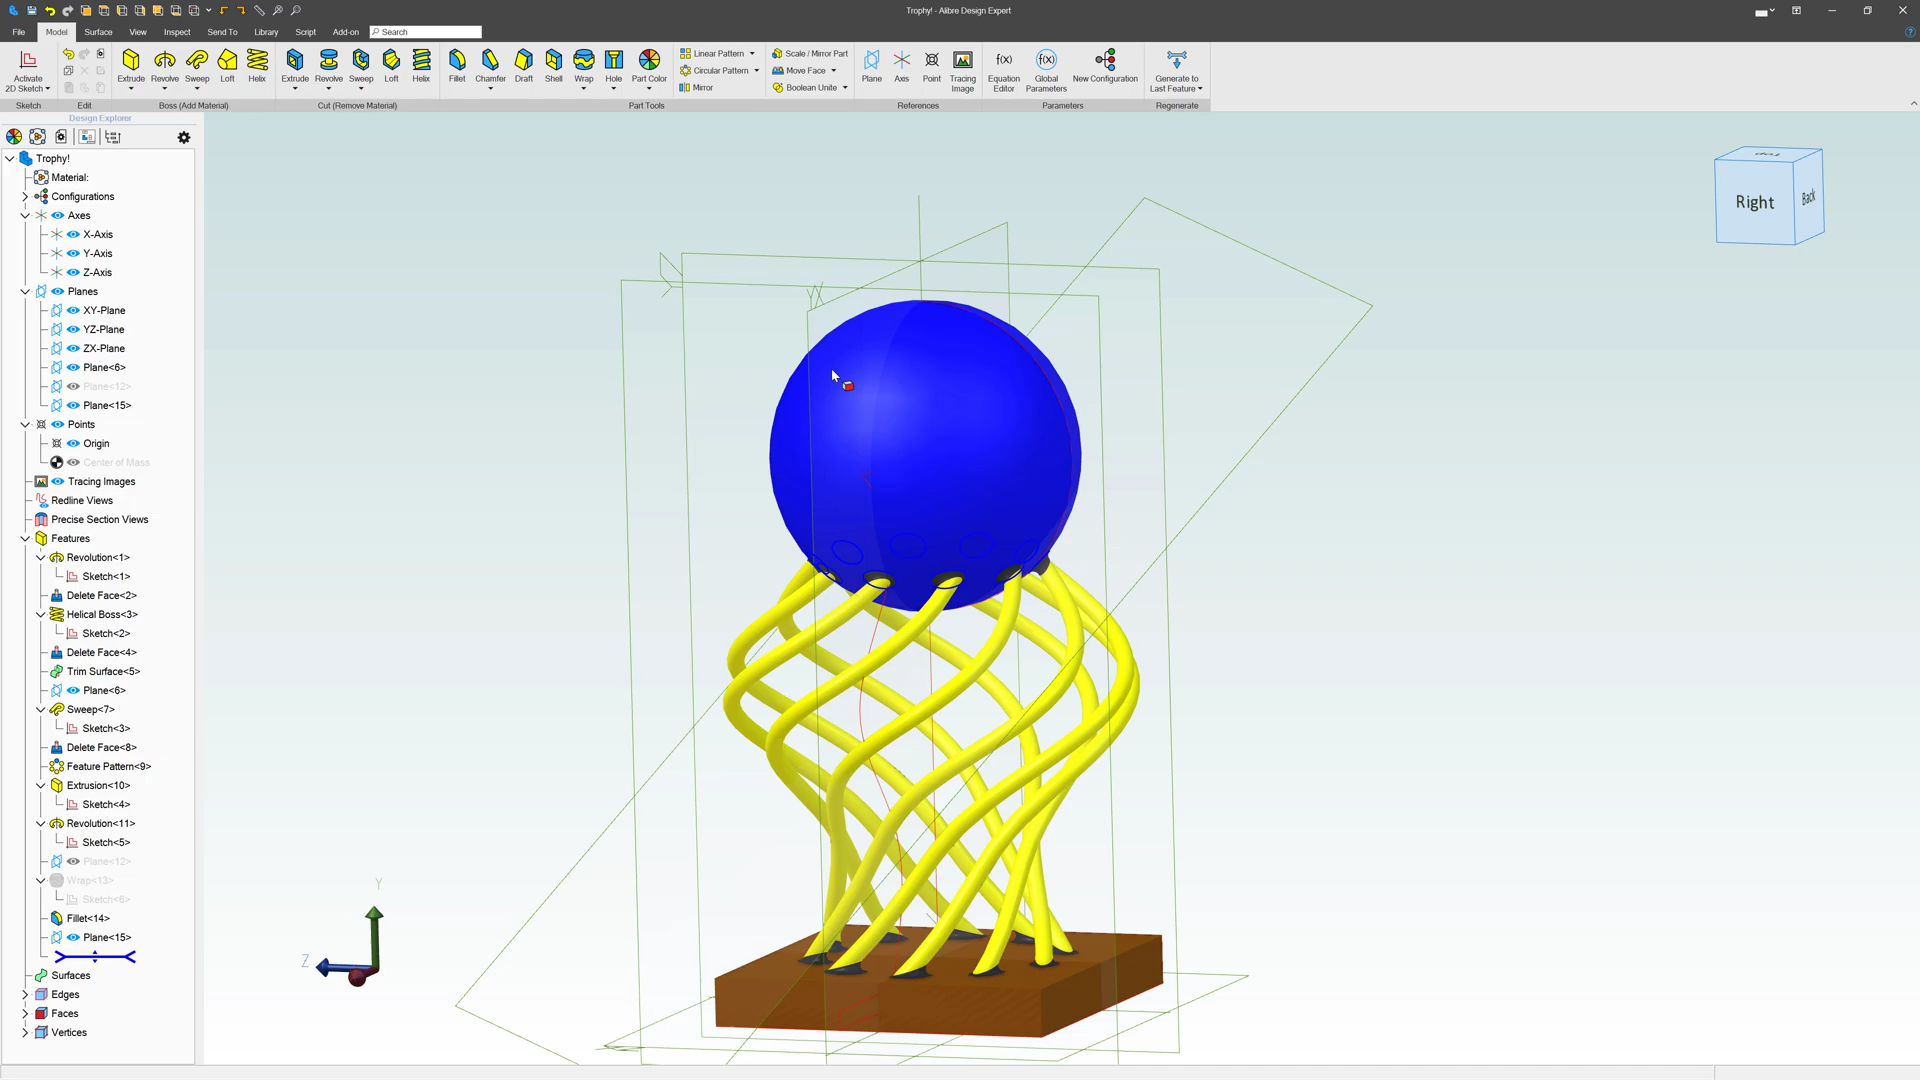 Trophy! - Alibre Design Expert
File Model Surface View Inspect Send To Library Script Add-on Search
Activate 2D Sketch
Extrude Revolve Sweep Loft Helix
Extrude Revolve Sweep Loft Helix
Fillet Chamfer Draft Shell Wrap Hole Part Color
Linear Pattern
Circular Pattern
Mirror
Scale / Mirror Part
Move Face
Boolean Unite
Plane Axis Point Tracing Image
Equation Editor
Global Parameters
New Configuration
Generate to Last Feature
Sketch Edit Boss (Add Material) Cut (Remove Material) Part Tools References Parameters Regenerate
Design Explorer
Trophy!
Material:
Configurations
Axes
X-Axis
Y-Axis
Z-Axis
Planes
XY-Plane
YZ-Plane
ZX-Plane
Plane<6>
Plane<12>
Plane<15>
Points
Origin
Center of Mass
Tracing Images
Redline Views
Precise Section Views
Features
Revolution<1>
Sketch<1>
Delete Face<2>
Helical Boss<3>
Sketch<2>
Delete Face<4>
Trim Surface<5>
Plane<6>
Sweep<7>
Sketch<3>
Delete Face<8>
Feature Pattern<9>
Extrusion<10>
Sketch<4>
Revolution<11>
Sketch<5>
Plane<12>
Wrap<13>
Sketch<6>
Fillet<14>
Plane<15>
Surfaces
Edges
Faces
Vertices
Top
Right
Back
Y
Z